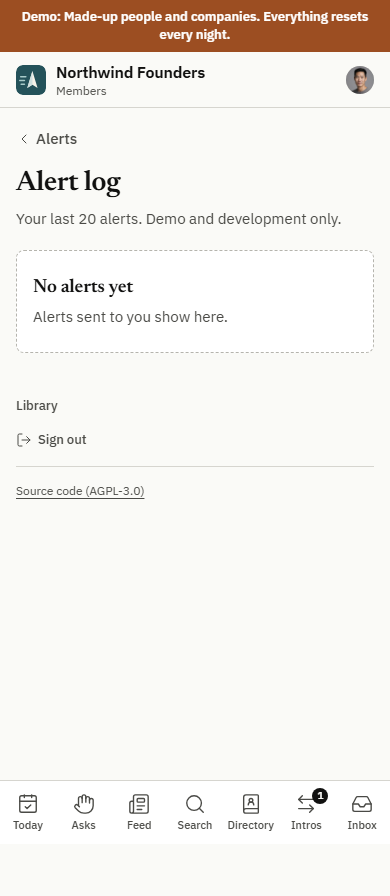 Demo: Made-up people and companies. Everything resets
every night.
Northwind Founders
Members
Alerts
Alert log
Your last 20 alerts. Demo and development only.
No alerts yet
Alerts sent to you show here.
Library
Sign out
Source code (AGPL-3.0)
1
Today Asks Feed Search Directory Intros Inbox